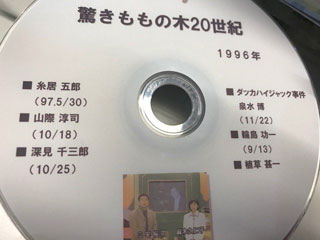 驚きももの木20世紀
1996年
■ 糸居 五郎
(97.5/30)
■ 山際 淳司
(10/18)
■ 深見 千三郎
(10/25)
■ ダッカハイジャック事件
泉水 博
(11/22)
■ 輪島 功一
(9/13)
■ 植草 甚一